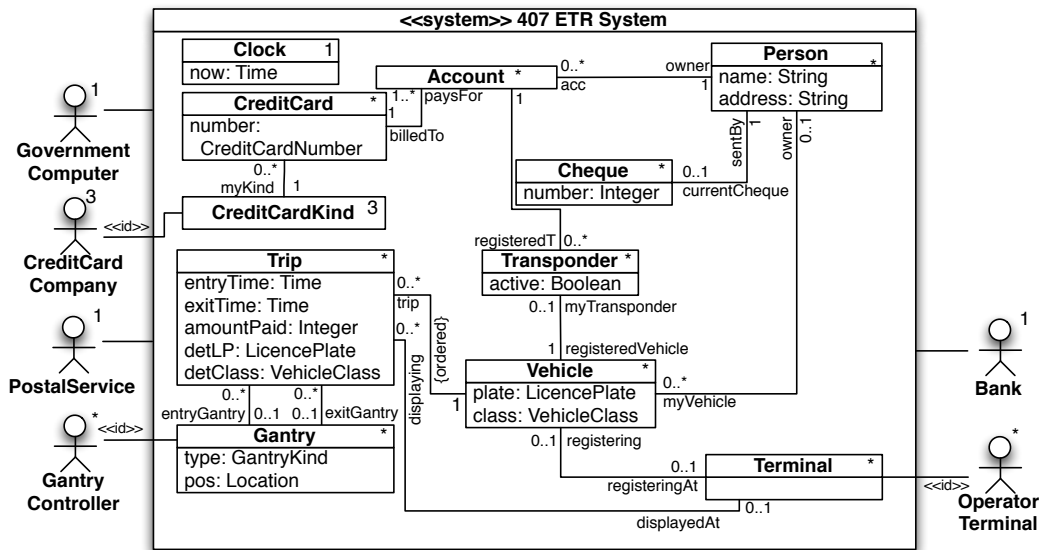 <<system>> 407 ETR System
Clock 1
now: Time
CreditCard *
number:
CreditCardNumber
1..*
paysFor
1
billedTo
0..*
myKind
1
CreditCardKind 3
Account *
0..*
acc
owner
1
1
Person
*
name: String
address: String
sentBy
1
owner
0..1
Cheque *
number: Integer
0..1
currentCheque
registeredT 0..*
Transponder *
active: Boolean
0..1 myTransponder
1 registeredVehicle
Vehicle *
plate: LicencePlate
class: VehicleClass
0..*
myVehicle
1
0..1 registering
0..1
registeringAt
Terminal *
0..1
displayedAt
Trip *
entryTime: Time
exitTime: Time
amountPaid: Integer
detLP: LicencePlate
detClass: VehicleClass
0..*
trip
{ordered}
0..*
displaying
0..*
entryGantry 0..1
0..*
0..1 exitGantry
Gantry *
type: GantryKind
pos: Location
1
Government
Computer
3
<<id>>
CreditCard
Company
1
PostalService
*
<<id>>
Gantry
Controller
1
Bank
*
<<id>>
Operator
Terminal